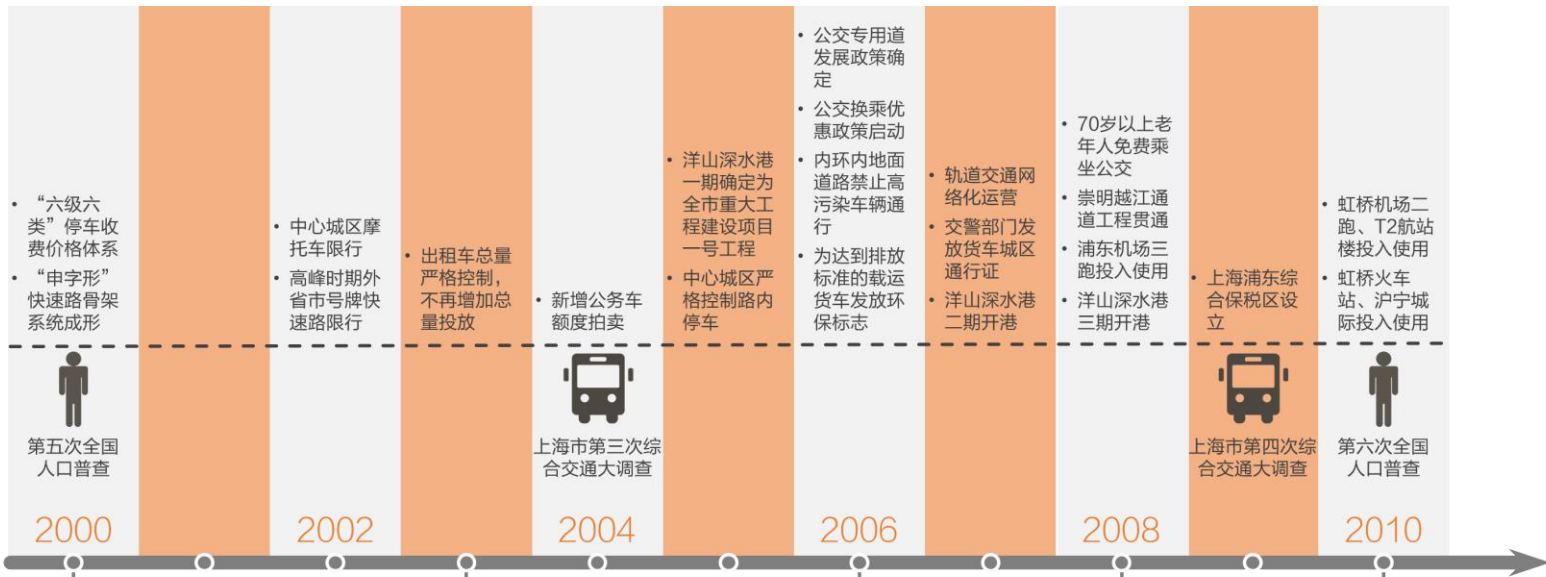 • “六级六
类”停车收
费价格体系
• “申字形”
快速路骨架
系统成形
• 中心城区摩
托车限行
• 高峰时期外
省市号牌快
速路限行
• 出租车总量
严格控制，
不再增加总
量投放
• 新增公务车
额度拍卖
• 洋山深水港
一期确定为
全市重大工
程建设项目
一号工程
• 中心城区严
格控制路内
停车
• 公交专用道
发展政策确
定
• 公交换乘优
惠政策启动
• 内环内地面
道路禁止高
污染车辆通
行
• 为达到排放
标准的载运
货车发放环
保标志
• 轨道交通网
络化运营
• 交警部门发
放货车城区
通行证
• 洋山深水港
二期开港
• 70岁以上老
年人免费乘
坐公交
• 崇明越江通
道工程贯通
• 浦东机场三
跑投入使用
• 洋山深水港
三期开港
• 上海浦东综
合保税区设
立
• 虹桥机场二
跑、T2航站
楼投入使用
• 虹桥火车
站、沪宁城
际投入使用
第五次全国
人口普查
上海市第三次综
合交通大调查
上海市第四次综
合交通大调查
第六次全国
人口普查
2000
2002
2004
2006
2008
2010